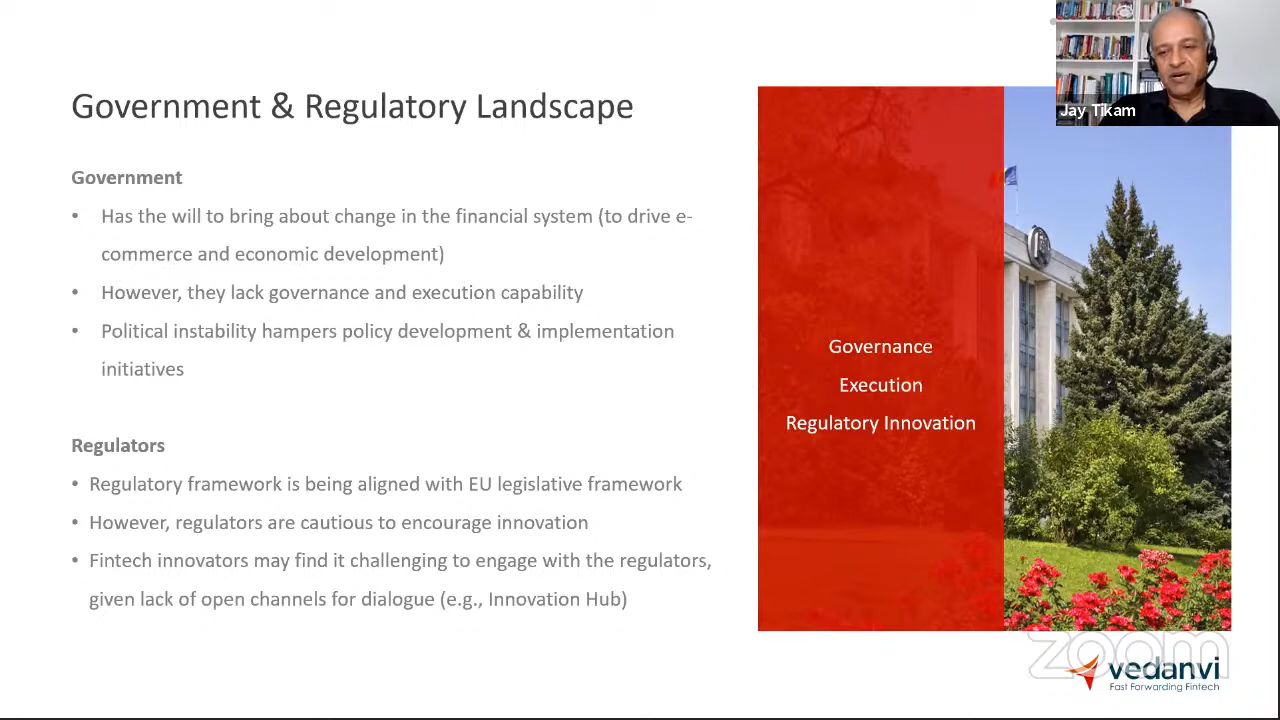 Jay Tikam
Government & Regulatory Landscape
Government
• Has the will to bring about change in the financial system (to drive e-
commerce and economic development)
• However, they lack governance and execution capability
• Political instability hampers policy development & implementation
initiatives
Regulators
• Regulatory framework is being aligned with EU legislative framework
• However, regulators are cautious to encourage innovation
• Fintech innovators may find it challenging to engage with the regulators,
given lack of open channels for dialogue (e.g., Innovation Hub)
Governance
Execution
Regulatory Innovation
zoom
vedanvi
Fast Forwarding Fintech